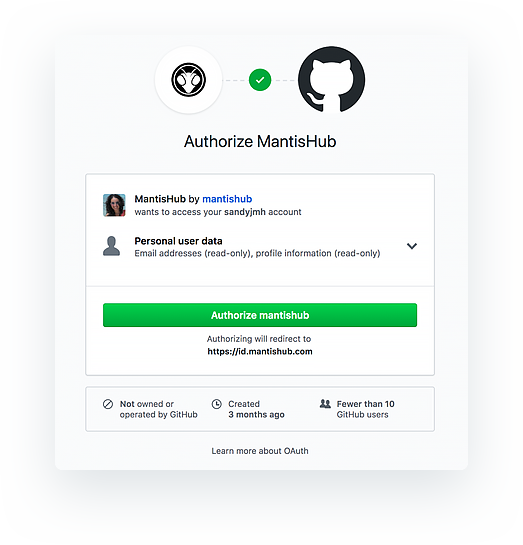 Authorize MantisHub
MantisHub by mantishub
wants to access your sandyjmh account
Personal user data
Email addresses (read-only), profile information (read-only)
Authorize mantishub
Authorizing will redirect to
https://id.mantishub.com
Not owned or
operated by GitHub
Created
3 months ago
Fewer than 10
GitHub users
Learn more about OAuth